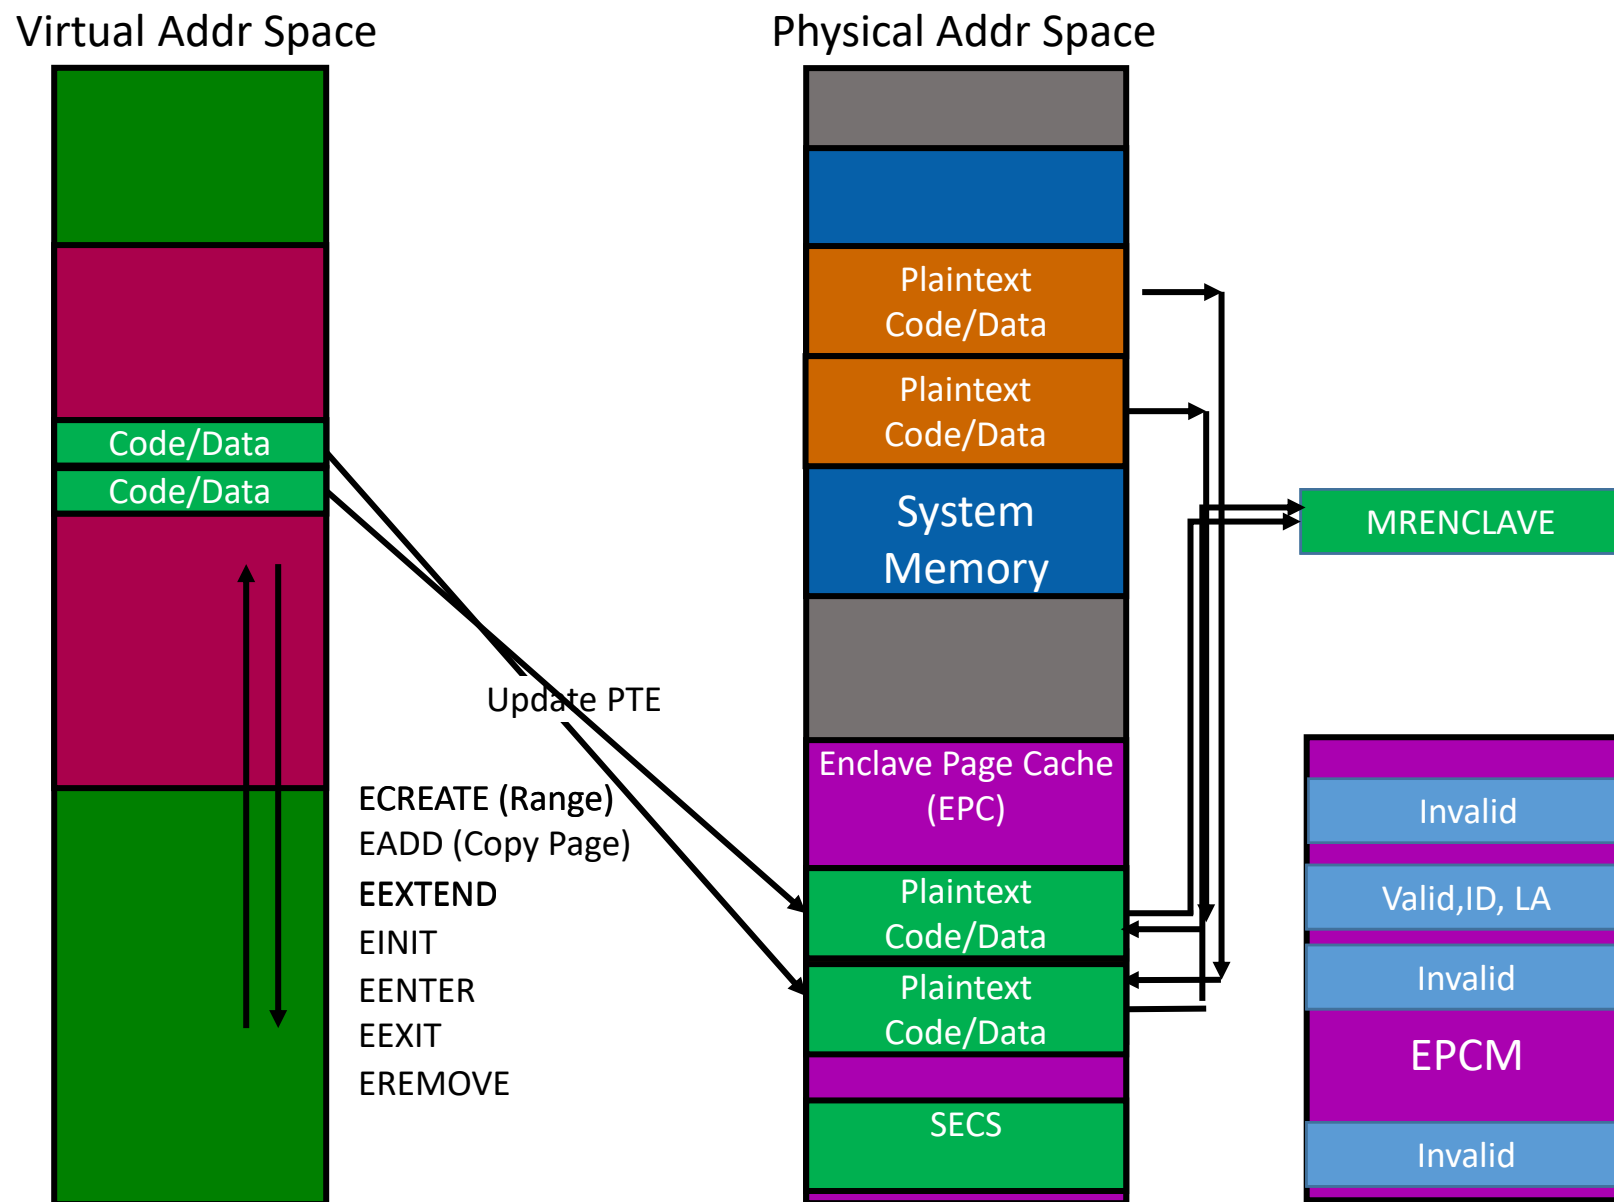 Virtual Addr Space
Physical Addr Space
Plaintext
Code/Data
Plaintext
Code/Data
Code/Data
Code/Data
System
Memory
MRENCLAVE
Update PTE
Enclave Page Cache
(EPC)
ECREATE (Range)
EADD (Copy Page)
EEXTEND
EINIT
EENTER
EEXIT
EREMOVE
Plaintext
Code/Data
Plaintext
Code/Data
SECS
Invalid
Valid,ID, LA
Invalid
EPCM
Invalid